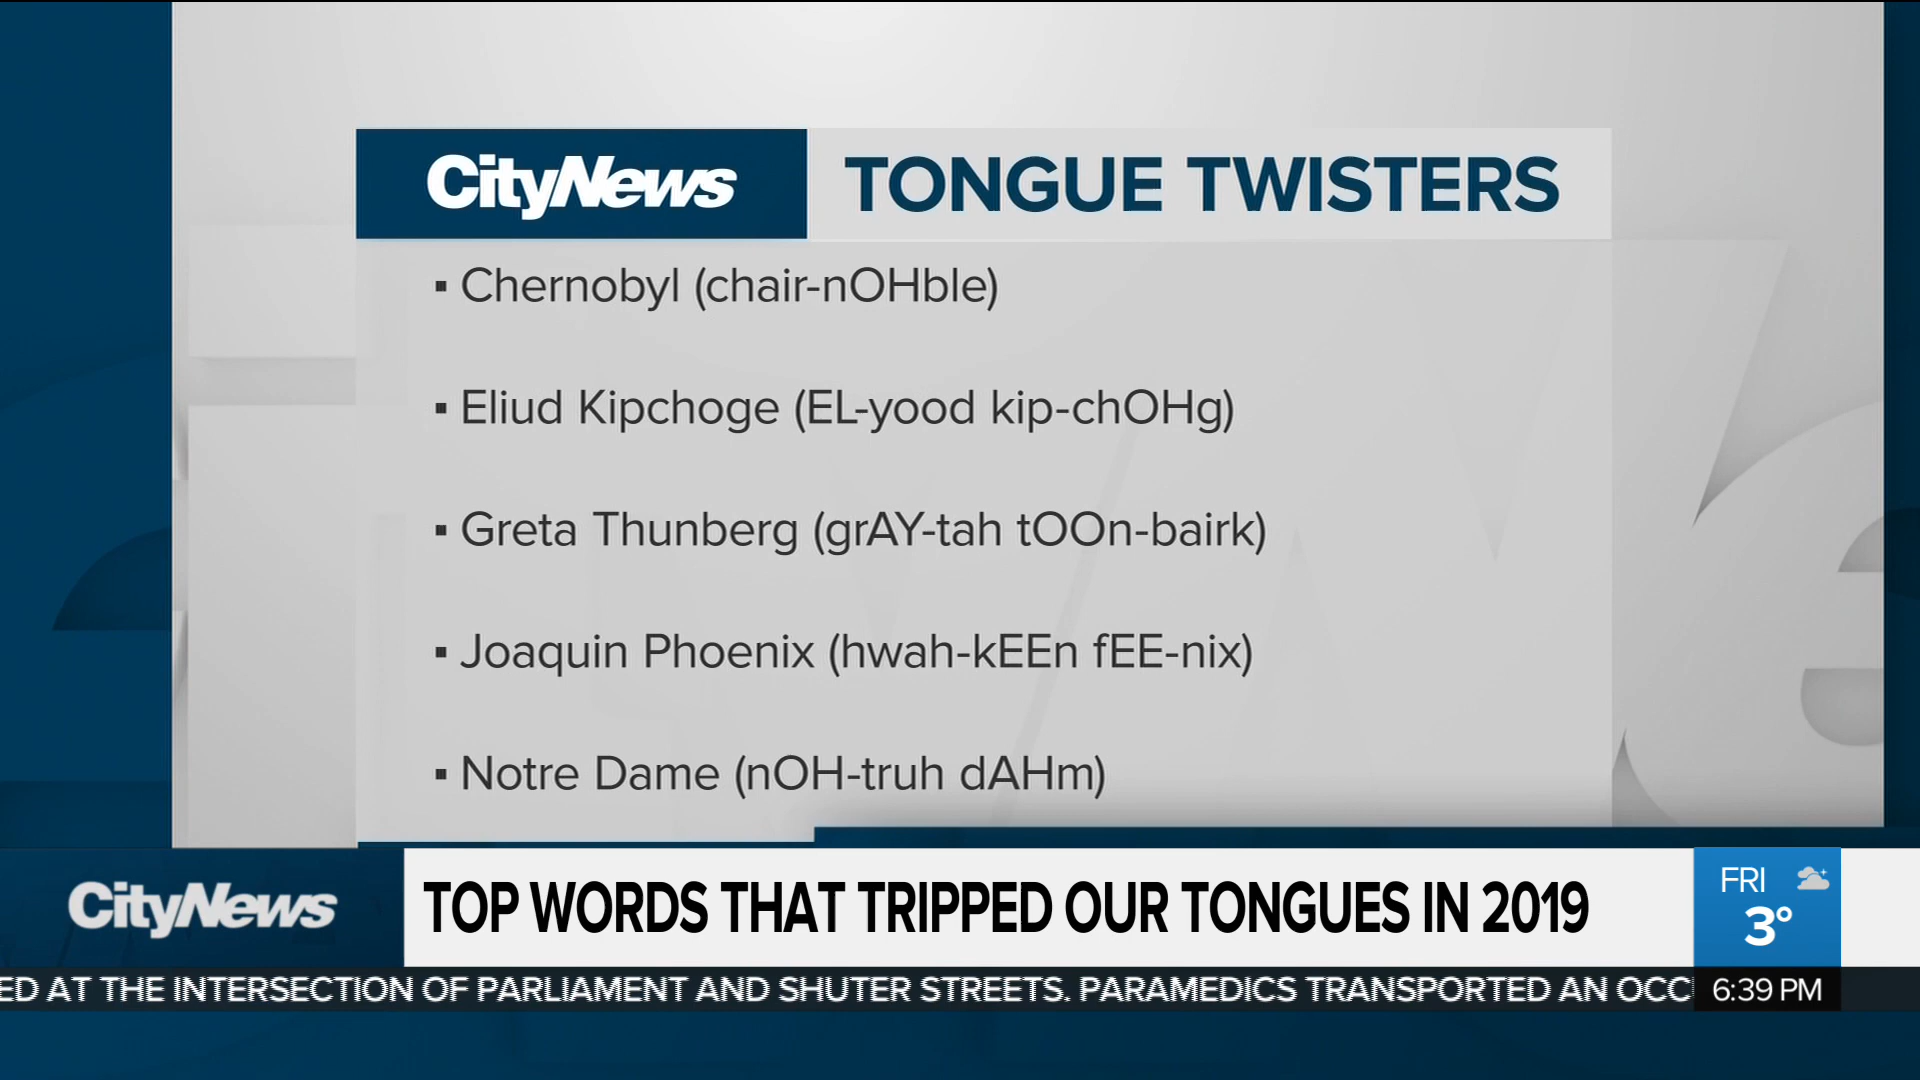 CityNews TONGUE TWISTERS
▪ Chernobyl (chair-nOHble)
▪ Eliud Kipchoge (EL-yood kip-chOHg)
▪ Greta Thunberg (grAY-tah tOOn-bairk)
▪ Joaquin Phoenix (hwah-kEEn fEE-nix)
▪ Notre Dame (nOH-truh dAHm)
CityNews TOP WORDS THAT TRIPPED OUR TONGUES IN 2019
FRI
3°
ED AT THE INTERSECTION OF PARLIAMENT AND SHUTER STREETS. PARAMEDICS TRANSPORTED AN OCC
6:39 PM